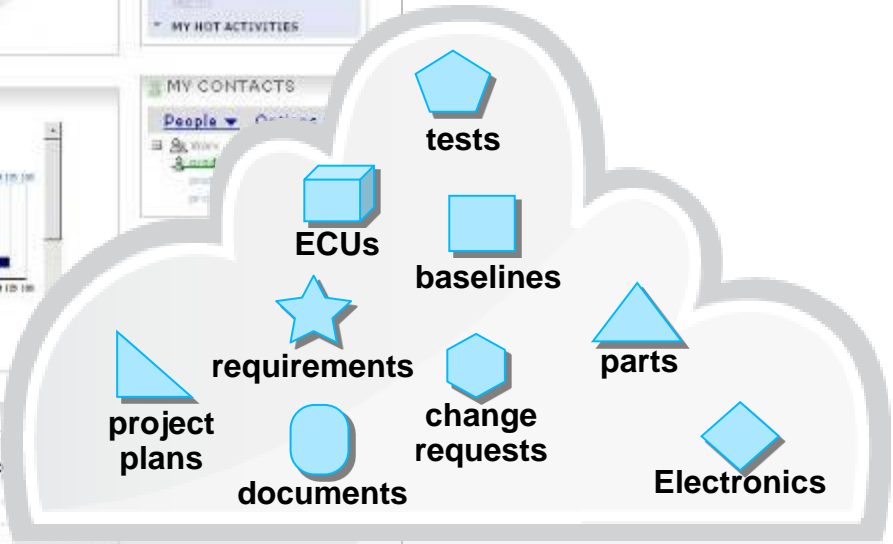 MY HOT ACTIVITIES
MY CONTACTS
People
tests
ECUs
baselines
requirements
parts
project
plans
change
requests
documents
Electronics